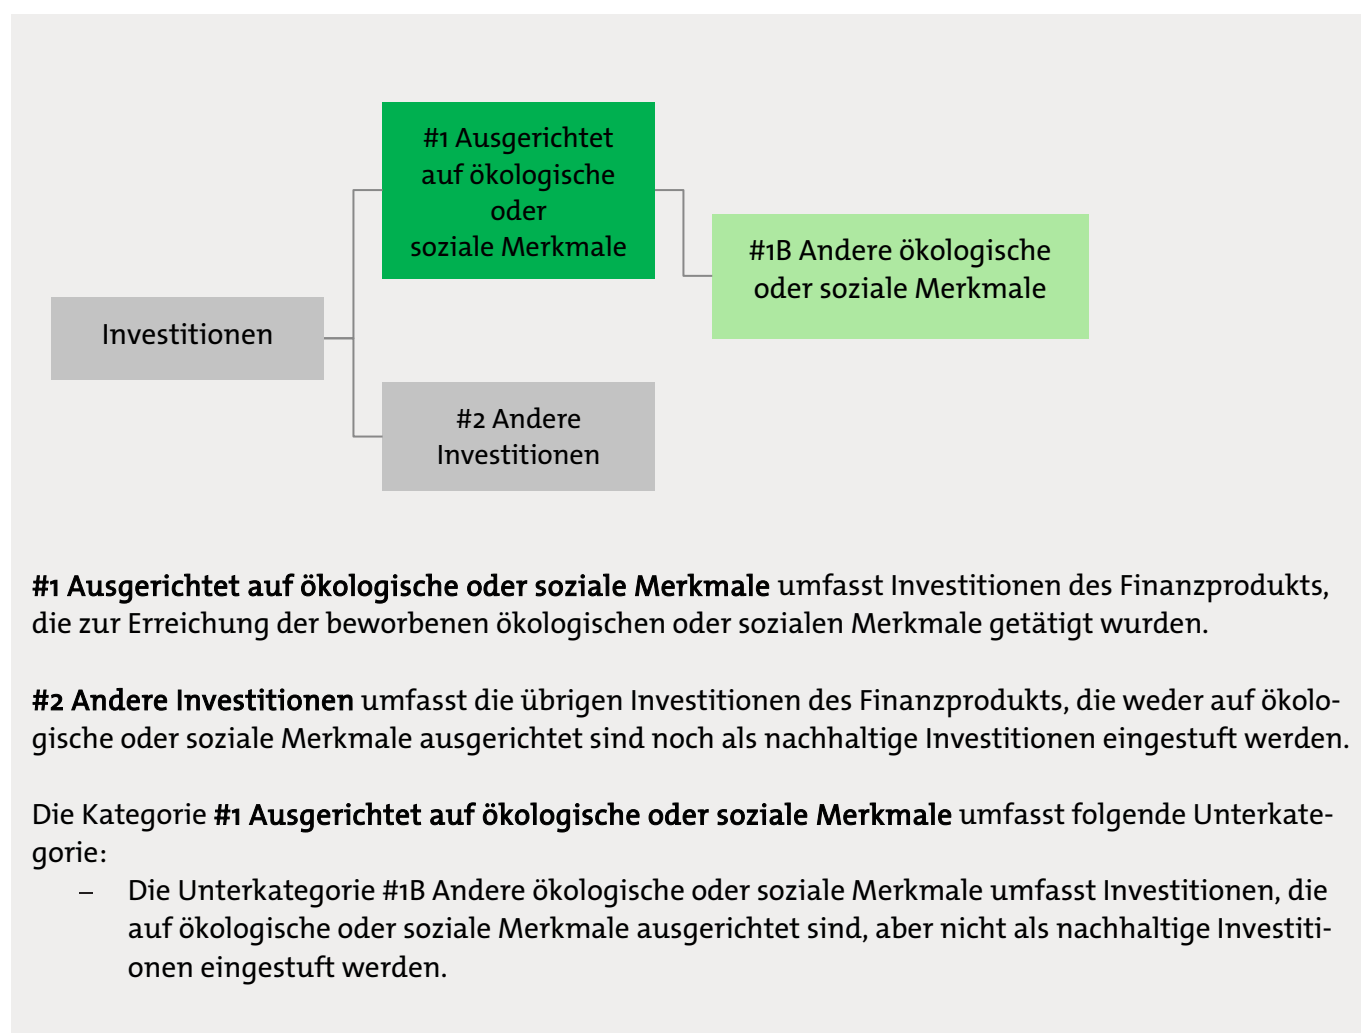 #1 Ausgerichtet
auf ökologische
oder
soziale Merkmale
#1B Andere ökologische
oder soziale Merkmale
Investitionen
#2 Andere
Investitionen
#1 Ausgerichtet auf ökologische oder soziale Merkmale umfasst Investitionen des Finanzprodukts,
die zur Erreichung der beworbenen ökologischen oder sozialen Merkmale getätigt wurden.
#2 Andere Investitionen umfasst die übrigen Investitionen des Finanzprodukts, die weder auf ökolo-
gische oder soziale Merkmale ausgerichtet sind noch als nachhaltige Investitionen eingestuft werden.
Die Kategorie #1 Ausgerichtet auf ökologische oder soziale Merkmale umfasst folgende Unterkate-
gorie:
– Die Unterkategorie #1B Andere ökologische oder soziale Merkmale umfasst Investitionen, die
auf ökologische oder soziale Merkmale ausgerichtet sind, aber nicht als nachhaltige Investiti-
onen eingestuft werden.